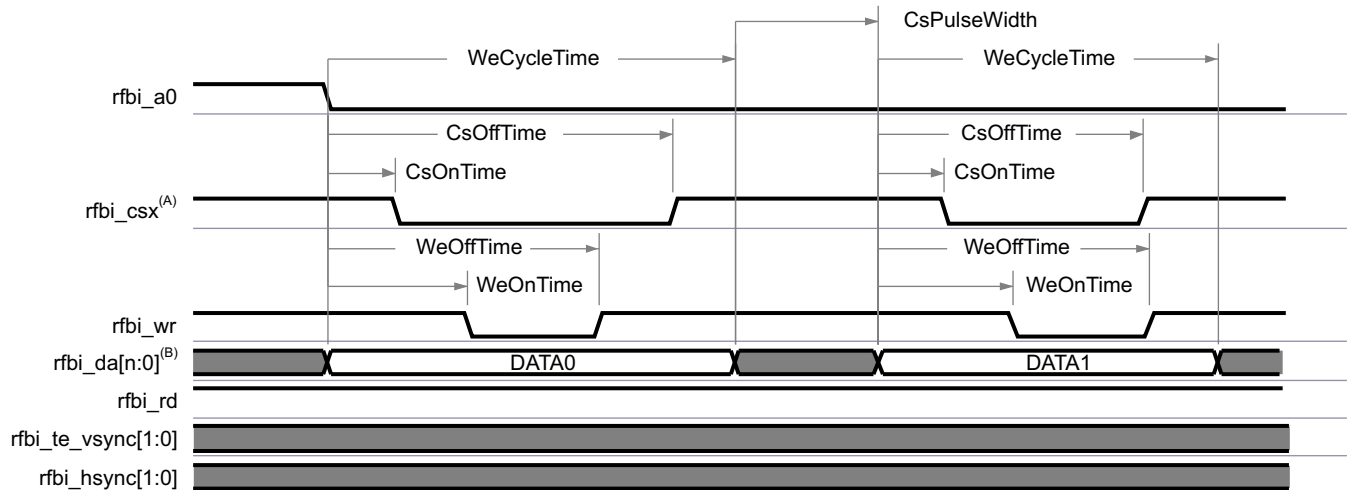 CsPulseWidth
WeCycleTime WeCycleTime
rfbi_a0
CsOffTime CsOffTime
CsOnTime CsOnTime
rfbi_csx(A)
WeOffTime WeOffTime
WeOnTime WeOnTime
rfbi_wr
rfbi_da[n:0](B) DATA0 DATA1
rfbi_rd
rfbi_te_vsync[1:0]
rfbi_hsync[1:0]